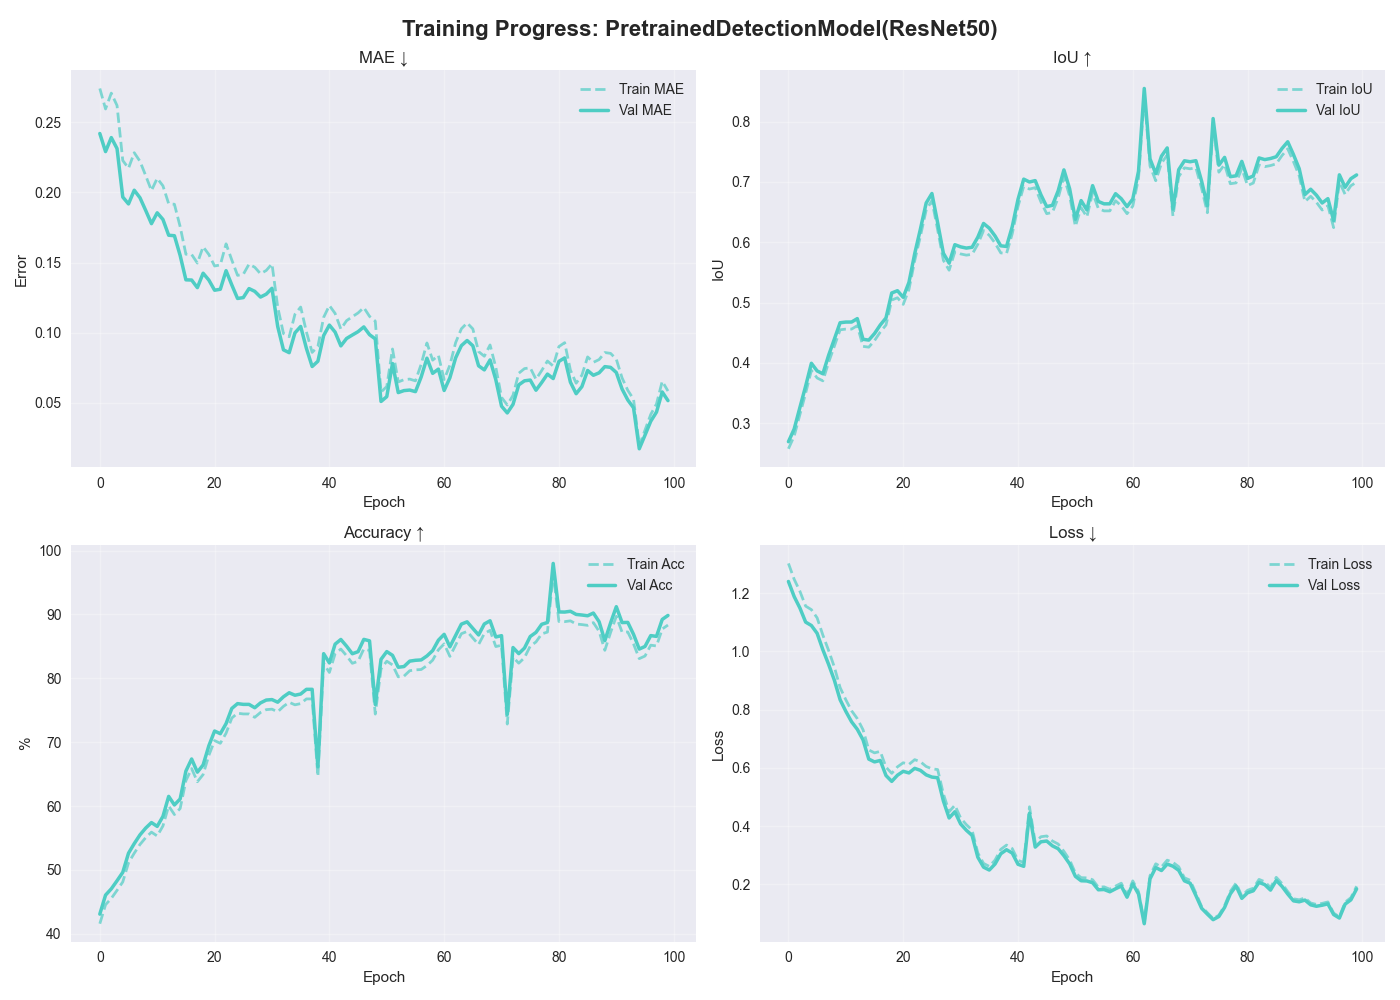 Training Progress: PretrainedDetectionModel(ResNet50)
MAE ↓
Train MAE
Val MAE
Error
0.25
0.20
0.15
0.10
0.05
0 20 40 60 80 100
Epoch
IoU ↑
Train IoU
Val IoU
IoU
0.8
0.7
0.6
0.5
0.4
0.3
0 20 40 60 80 100
Epoch
Accuracy ↑
Train Acc
Val Acc
%
100
90
80
70
60
50
40
0 20 40 60 80 100
Epoch
Loss ↓
Train Loss
Val Loss
Loss
1.2
1.0
0.8
0.6
0.4
0.2
0 20 40 60 80 100
Epoch